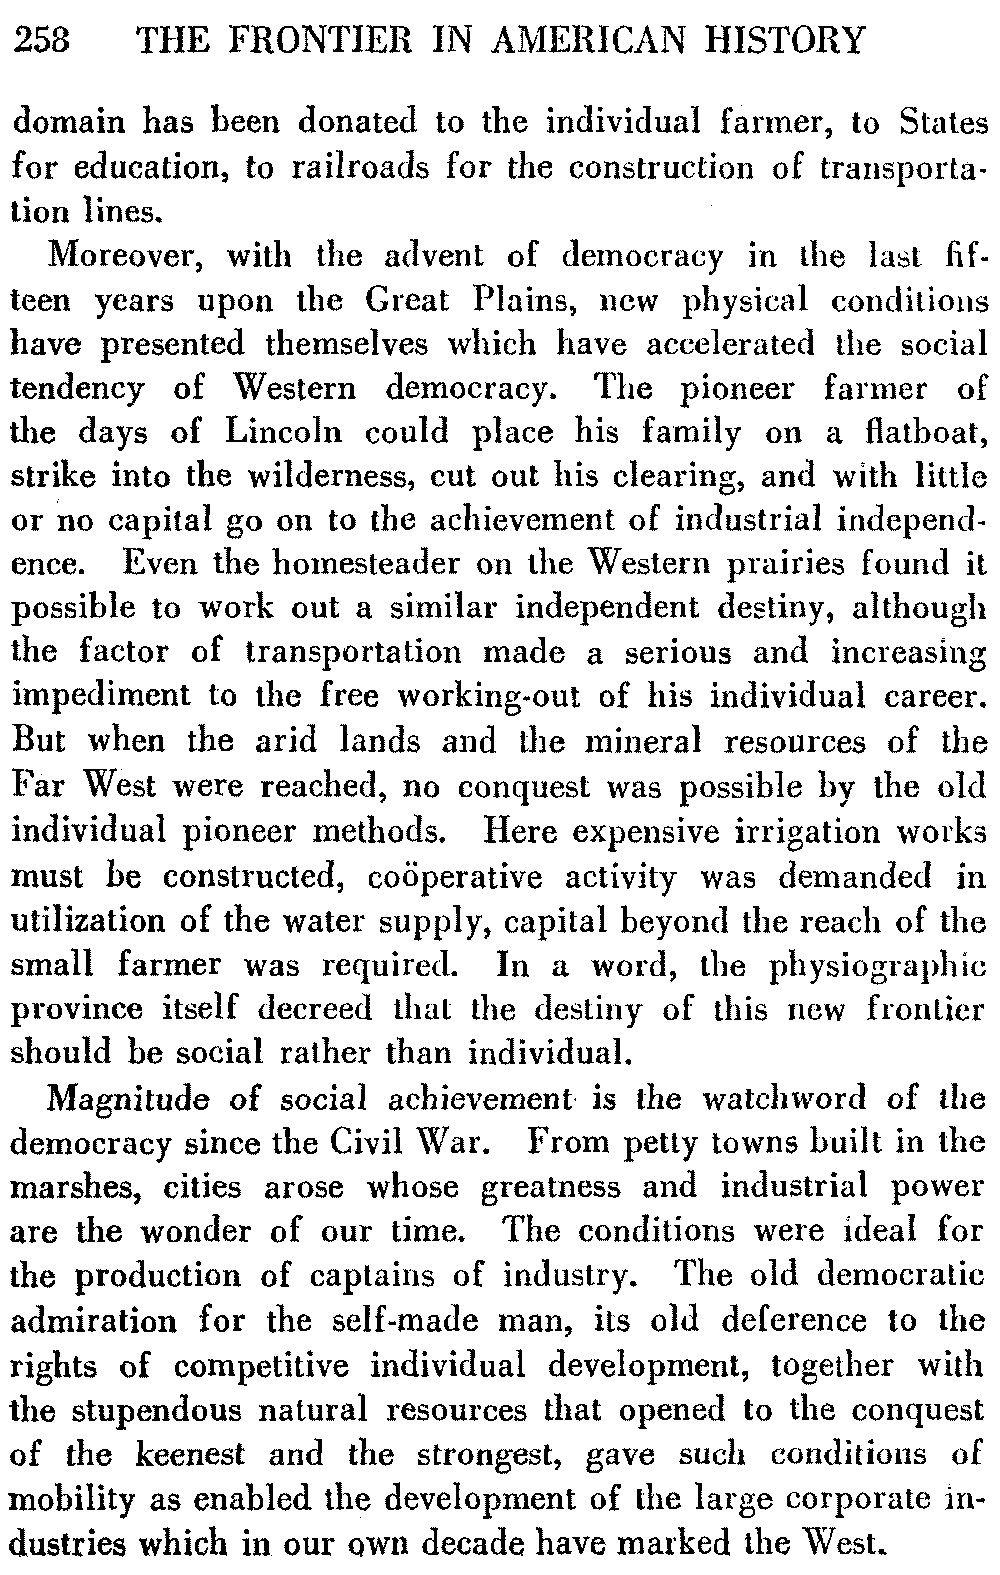 258 THE FRONTIER IN AMERICAN HISTORY
domain has been donated to the individual farmer, to States
for education, to railroads for the construction of transporta-
tion lines.
Moreover, with the advent of democracy in the last fif-
teen years upon the Great Plains, new physical conditions
have presented themselves which have accelerated the social
tendency of Western democracy. The pioneer farmer of
the days of Lincoln could place his family on a flatboat,
strike into the wilderness, cut out his clearing, and with little
or no capital go on to the achievement of industrial independ-
ence. Even the homesteader on the Western prairies found it
possible to work out a similar independent destiny, although
the factor of transportation made a serious and increasing
impediment to the free working-out of his individual career.
But when the arid lands and the mineral resources of the
Far West were reached, no conquest was possible by the old
individual pioneer methods. Here expensive irrigation works
must be constructed, coöperative activity was demanded in
utilization of the water supply, capital beyond the reach of the
small farmer was required. In a word, the physiographic
province itself decreed that the destiny of this new frontier
should be social rather than individual.
Magnitude of social achievement is the watchword of the
democracy since the Civil War. From petty towns built in the
marshes, cities arose whose greatness and industrial power
are the wonder of our time. The conditions were ideal for
the production of captains of industry. The old democratic
admiration for the self-made man, its old deference to the
rights of competitive individual development, together with
the stupendous natural resources that opened to the conquest
of the keenest and the strongest, gave such conditions of
mobility as enabled the development of the large corporate in-
dustries which in our own decade have marked the West.